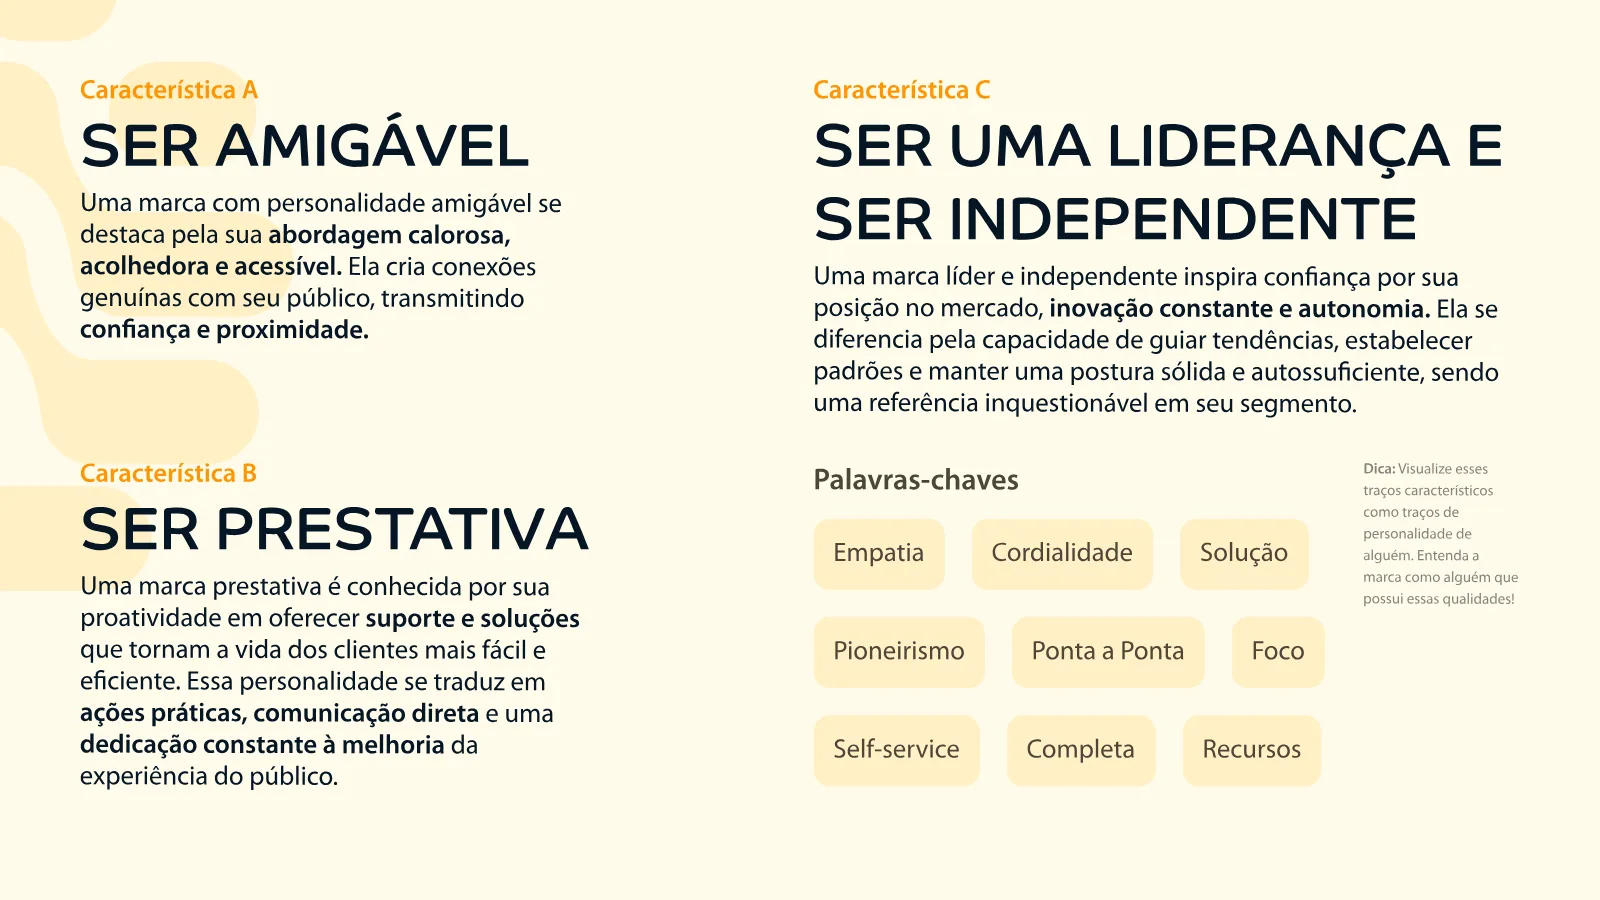 Característica A
SER AMIGÁVEL
Uma marca com personalidade amigável se
destaca pela sua abordagem calorosa,
acolhedora e acessível. Ela cria conexões
genuínas com seu público, transmitindo
confiança e proximidade.
Característica B
SER PRESTATIVA
Uma marca prestativa é conhecida por sua
proatividade em oferecer suporte e soluções
que tornam a vida dos clientes mais fácil e
eficiente. Essa personalidade se traduz em
ações práticas, comunicação direta e uma
dedicação constante à melhoria da
experiência do público.
Característica C
SER UMA LIDERANÇA E
SER INDEPENDENTE
Uma marca líder e independente inspira confiança por sua
posição no mercado, inovação constante e autonomia. Ela se
diferencia pela capacidade de guiar tendências, estabelecer
padrões e manter uma postura sólida e autossuficiente, sendo
uma referência inquestionável em seu segmento.
Palavras-chaves
Empatia
Cordialidade
Solução
Pioneirismo
Ponta a Ponta
Foco
Self-service
Completa
Recursos
Dica: Visualize esses
traços característicos
como traços de
personalidade de
alguém. Entenda a
marca como alguém que
possui essas qualidades!